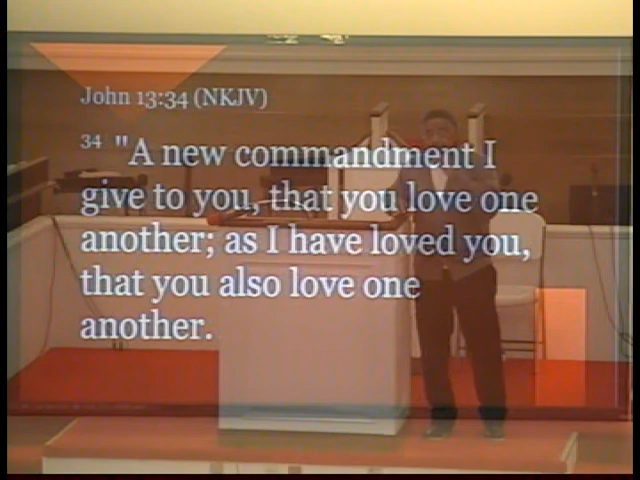 John 13:34 (NKJV)
34 "A new commandment I
give to you, that you love one
another; as I have loved you,
that you also love one
another.